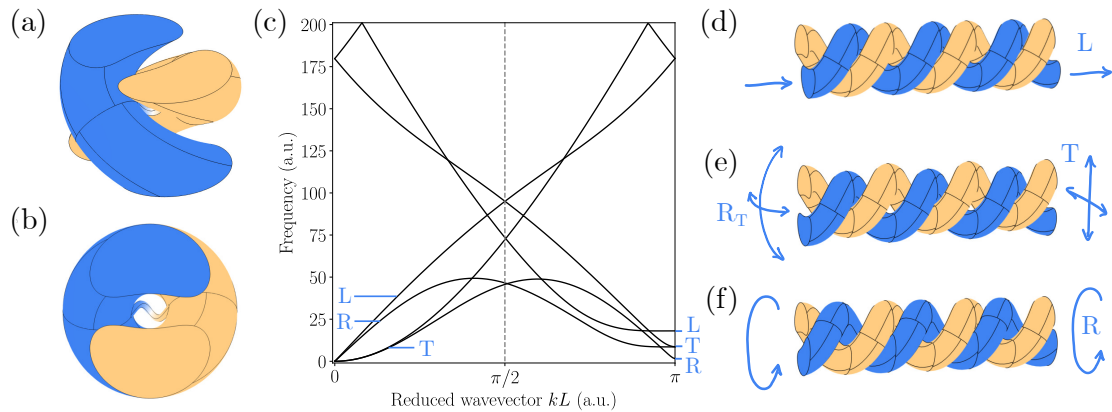 (a)
(b)
(c)
200
175
150
125
100
75
50
25
0
Frequency (a.u.)
L
R
T
L
T
R
0
π/2
π
Reduced wavevector kL (a.u.)
(d)
L
(e)
R_T
T
(f)
R